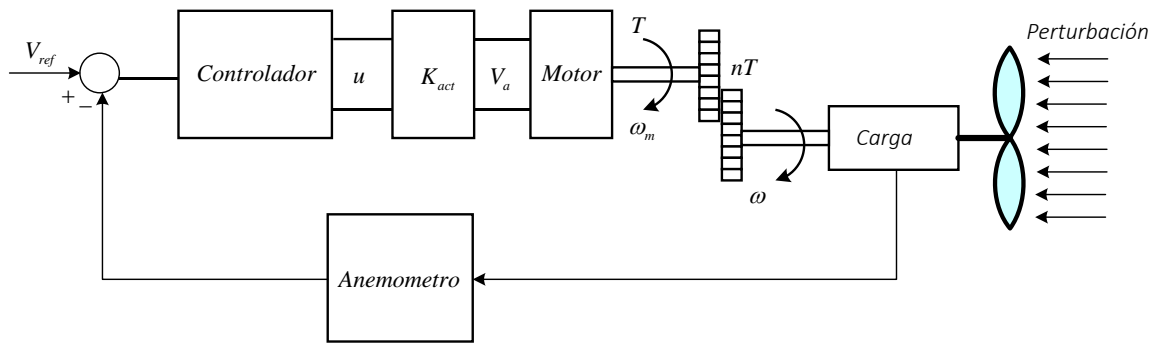 V_ref
+
−
Controlador
u
K_act
V_a
Motor
T
ω_m
nT
ω
Carga
Perturbación
Anemometro